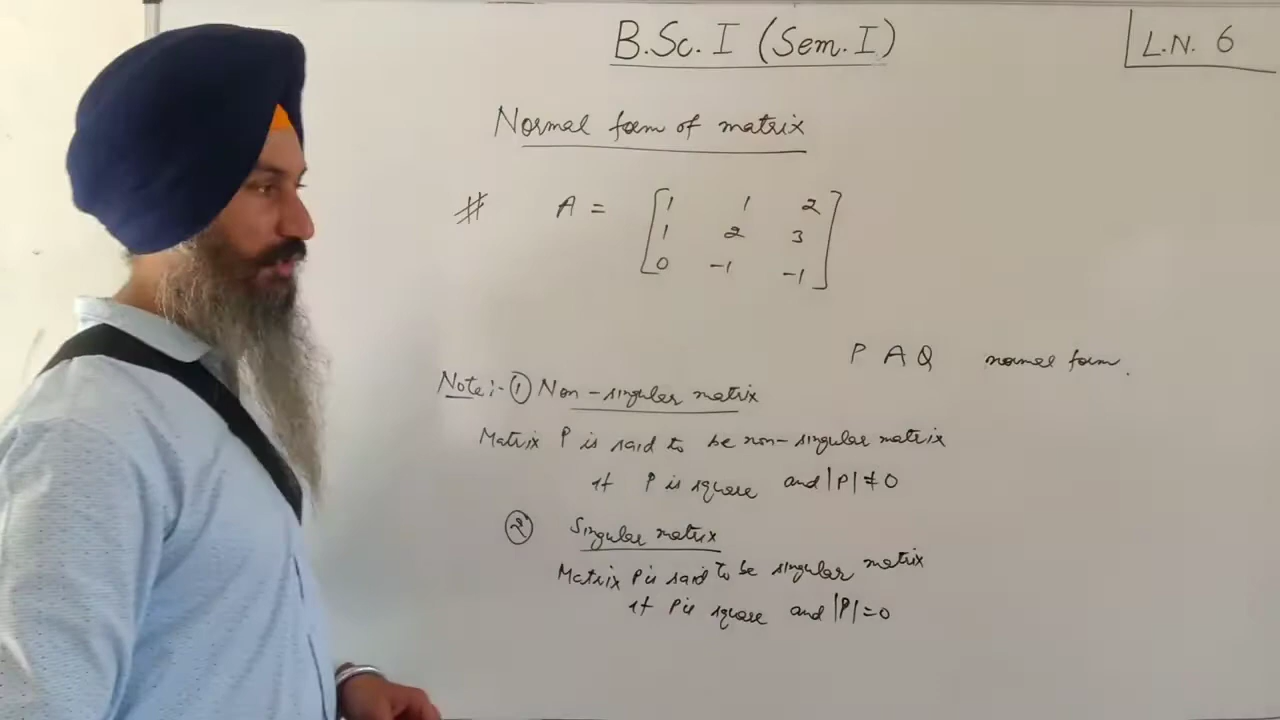 B.Sc. I (Sem. I)
L.N. 6
Normal form of matrix
# A = [1 1 2
1 2 3
0 -1 -1]
P A Q normal form.
Note:- ① Non-singular matrix
Matrix P is said to be non-singular matrix
if P is square and |P| ≠ 0
② Singular matrix
Matrix P is said to be singular matrix
if P is square and |P| = 0